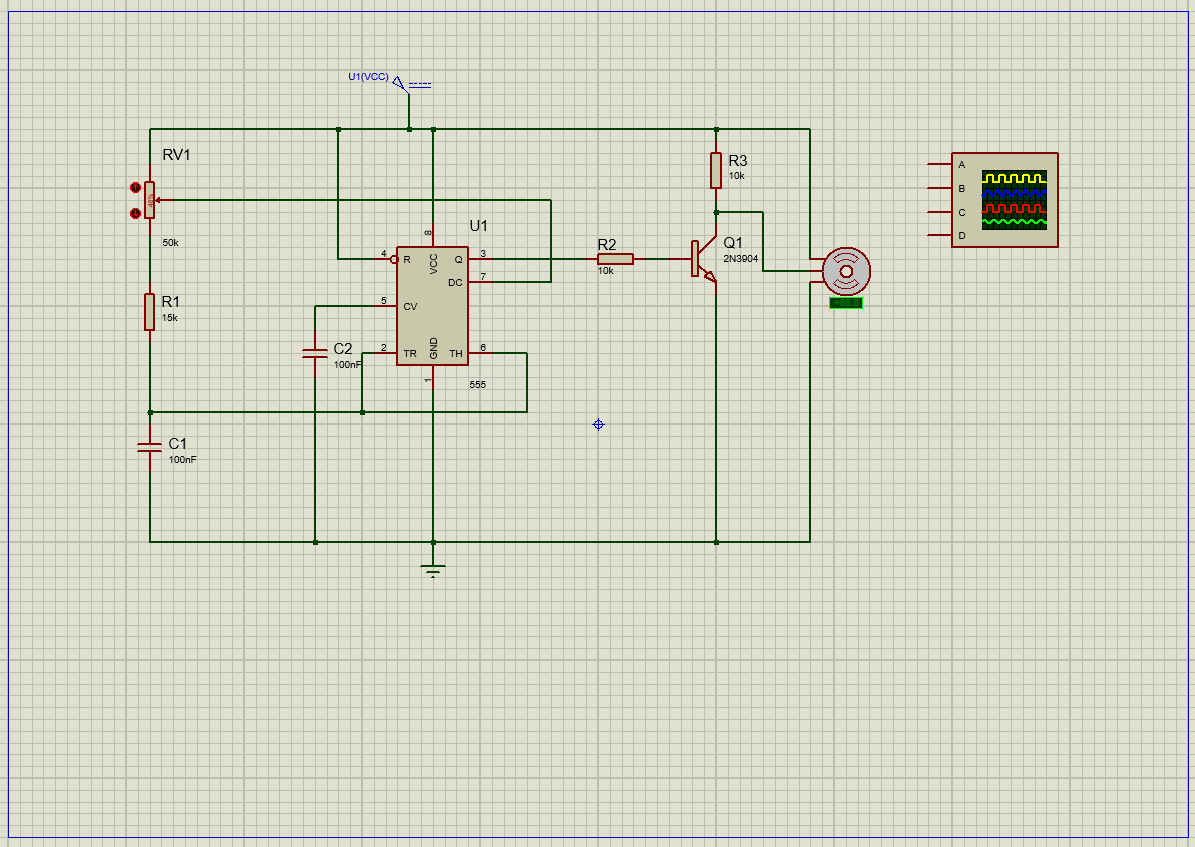 U1(VCC)
RV1
50k
R1
15k
C1
100nF
C2
100nF
U1
555
4
R
5
CV
2
TR
8
VCC
GND
1
Q
3
DC
7
TH
6
R2
10k
R3
10k
Q1
2N3904
A
B
C
D